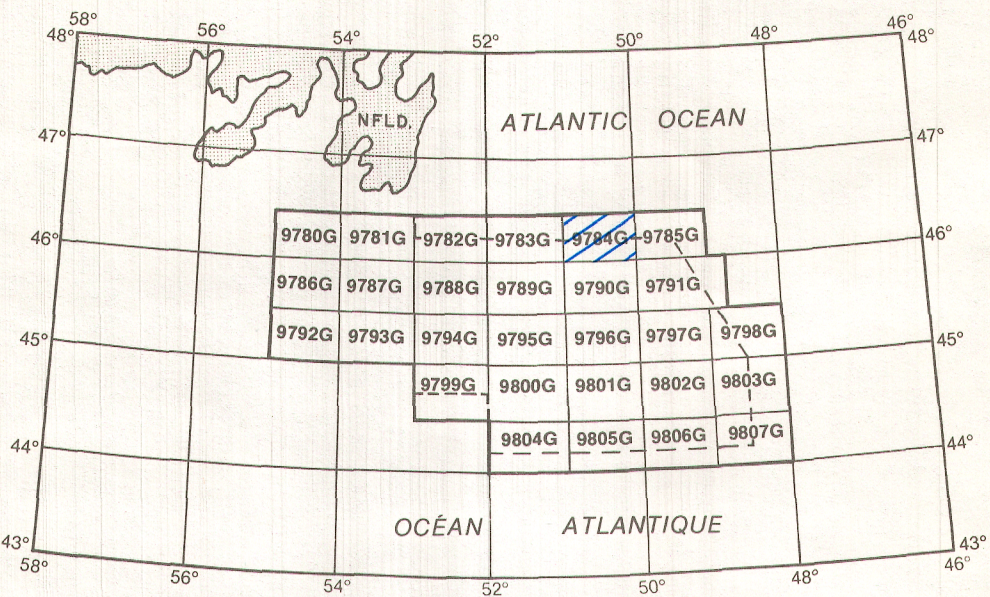 58° 56° 54° 52° 50° 48° 46°
48° 48°
NFLD. ATLANTIC OCEAN
47° 47°
9780G 9781G 9782G 9783G 9784G 9785G
46° 46°
9786G 9787G 9788G 9789G 9790G 9791G
45° 9792G 9793G 9794G 9795G 9796G 9797G 9798G 45°
9799G 9800G 9801G 9802G 9803G
44° 9804G 9805G 9806G 9807G 44°
OCÉAN ATLANTIQUE
43° 43°
58° 56° 54° 52° 50° 48° 46°